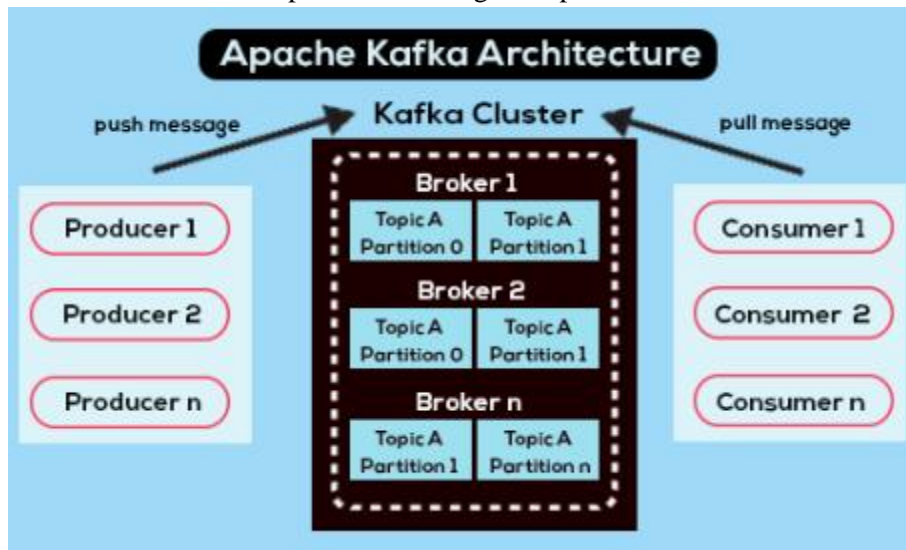 Apache Kafka Architecture
push message
Kafka Cluster
pull message
Producer 1
Producer 2
Producer n
Broker 1
Topic A
Partition 0
Topic A
Partition 1
Broker 2
Topic A
Partition 0
Topic A
Partition 1
Broker n
Topic A
Partition 1
Topic A
Partition n
Consumer 1
Consumer 2
Consumer n